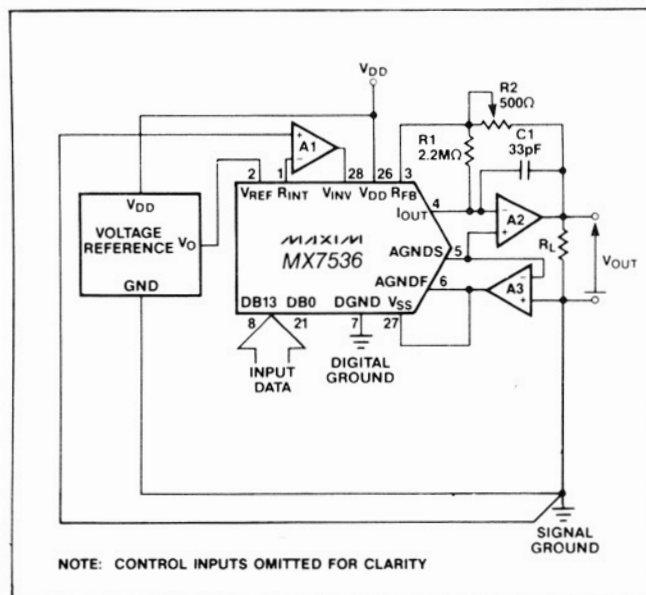 VDD
R2
500Ω
C1
33pF
R1
2.2MΩ
+
A1
−
2 1 28 26 3
VREF RINT VINV VDD RFB
IOUT 4
VDD
VOLTAGE
REFERENCE VO
GND
MAXIM
MX7536
−
A2
+
RL
VOUT
AGNDS 5
AGNDF 6
−
A3
+
DB13 DB0 DGND VSS
8 21 7 27
INPUT
DATA
DIGITAL
GROUND
SIGNAL
GROUND
NOTE: CONTROL INPUTS OMITTED FOR CLARITY